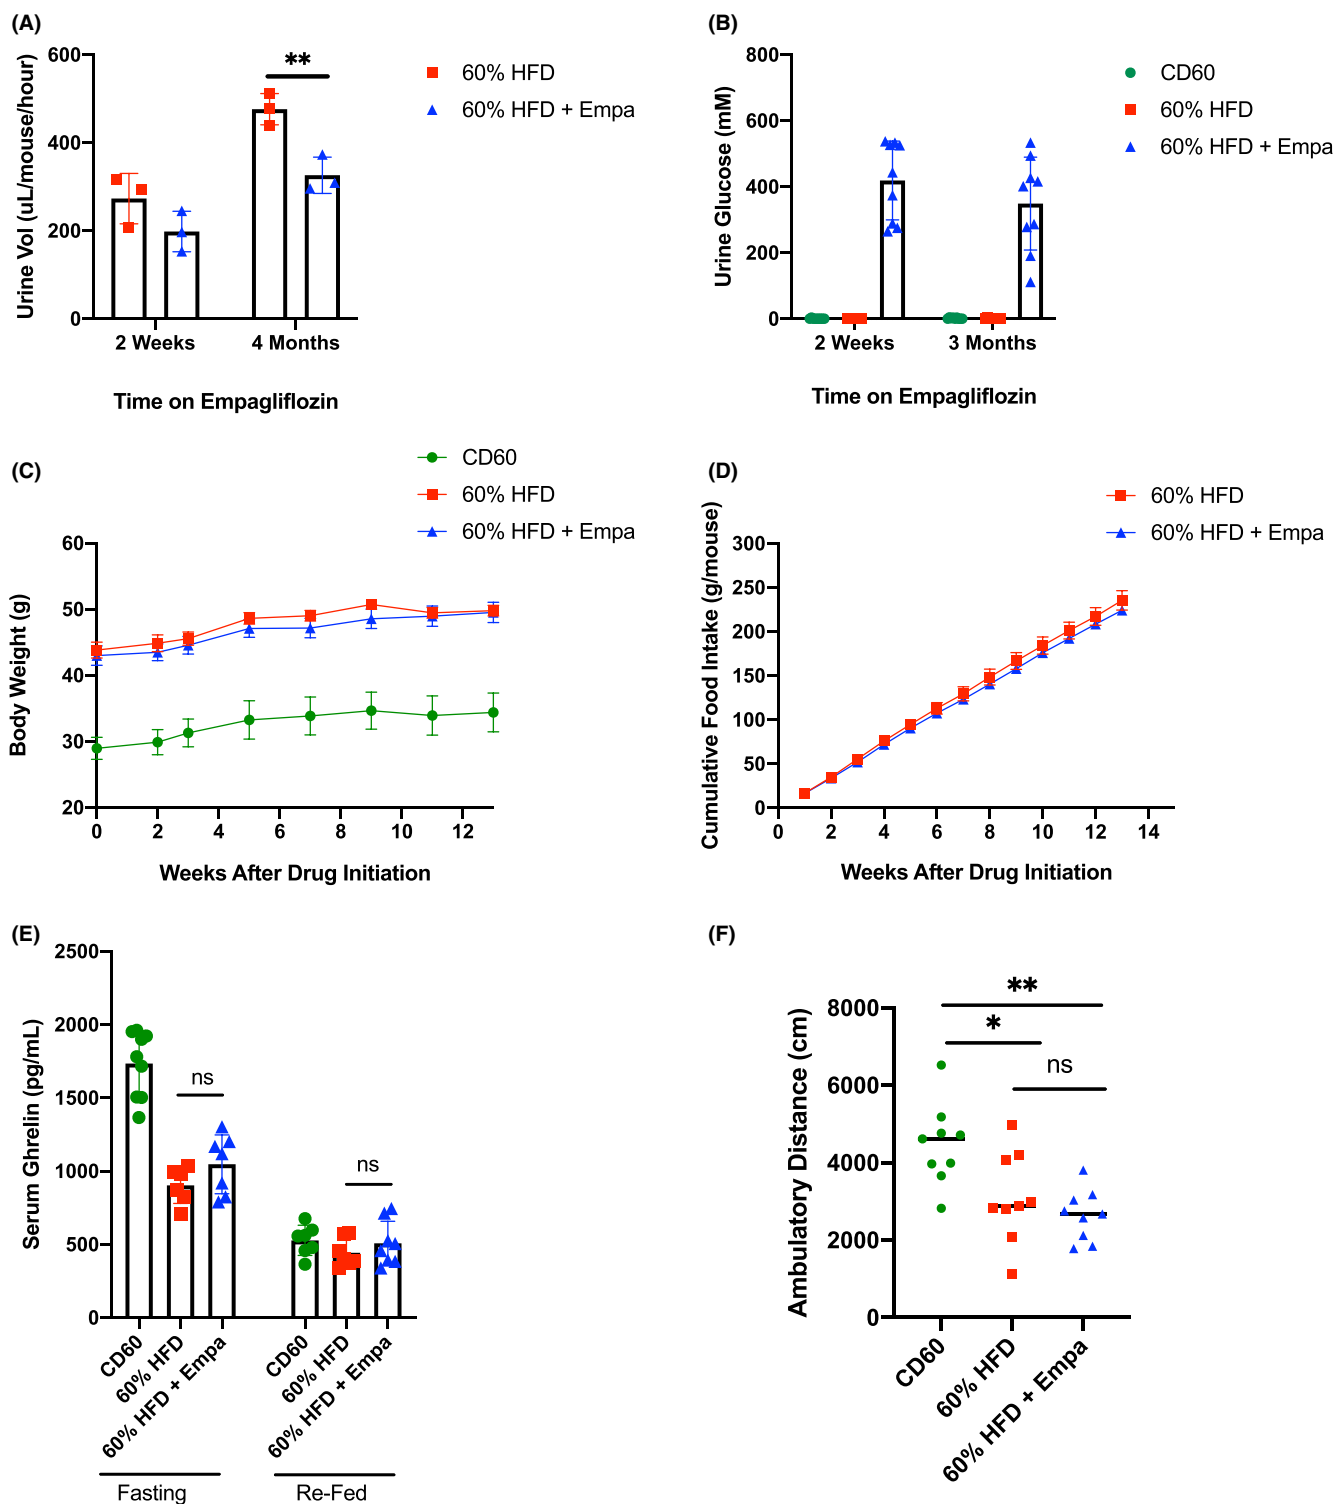 (A)
Urine Vol (uL/mouse/hour)
600
400
200
0
**
60% HFD
60% HFD + Empa
2 Weeks
4 Months
Time on Empagliflozin
(B)
Urine Glucose (mM)
800
600
400
200
0
CD60
60% HFD
60% HFD + Empa
2 Weeks
3 Months
Time on Empagliflozin
(C)
CD60
60% HFD
60% HFD + Empa
Body Weight (g)
60
50
40
30
20
0 2 4 6 8 10 12
Weeks After Drug Initiation
(D)
60% HFD
60% HFD + Empa
Cumulative Food Intake (g/mouse)
300
250
200
150
100
50
0
0 2 4 6 8 10 12 14
Weeks After Drug Initiation
(E)
Serum Ghrelin (pg/mL)
2500
2000
1500
1000
500
0
ns
ns
CD60
60% HFD
60% HFD + Empa
CD60
60% HFD
60% HFD + Empa
Fasting
Re-Fed
(F)
Ambulatory Distance (cm)
8000
6000
4000
2000
0
**
*
ns
CD60
60% HFD
60% HFD + Empa